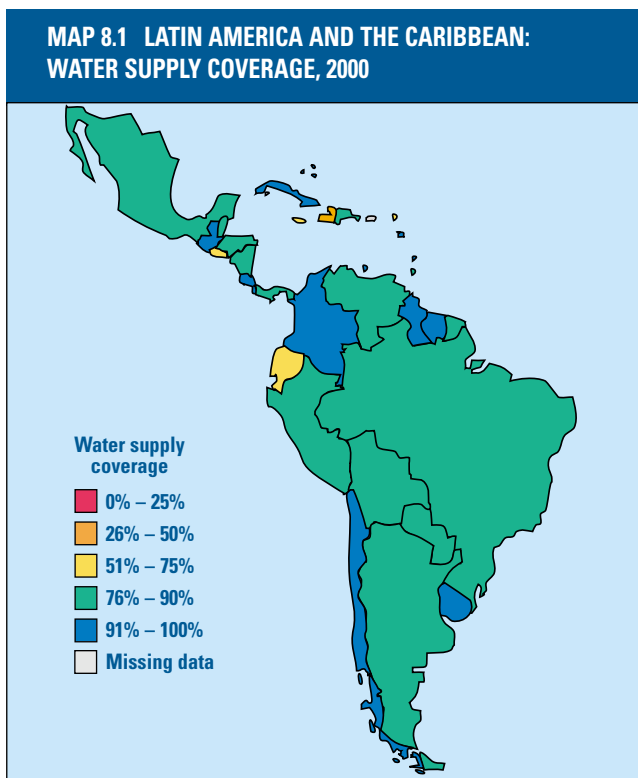 MAP 8.1 LATIN AMERICA AND THE CARIBBEAN:
WATER SUPPLY COVERAGE, 2000
Water supply
coverage
0% – 25%
26% – 50%
51% – 75%
76% – 90%
91% – 100%
Missing data